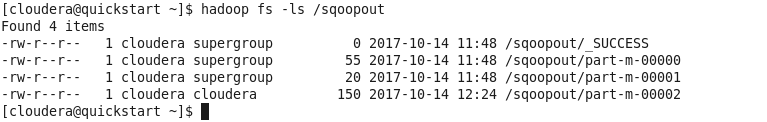 [cloudera@quickstart ~]$ hadoop fs -ls /sqoopout
Found 4 items
-rw-r--r--   1 cloudera supergroup          0 2017-10-14 11:48 /sqoopout/_SUCCESS
-rw-r--r--   1 cloudera supergroup         55 2017-10-14 11:48 /sqoopout/part-m-00000
-rw-r--r--   1 cloudera supergroup         20 2017-10-14 11:48 /sqoopout/part-m-00001
-rw-r--r--   1 cloudera cloudera          150 2017-10-14 12:24 /sqoopout/part-m-00002
[cloudera@quickstart ~]$